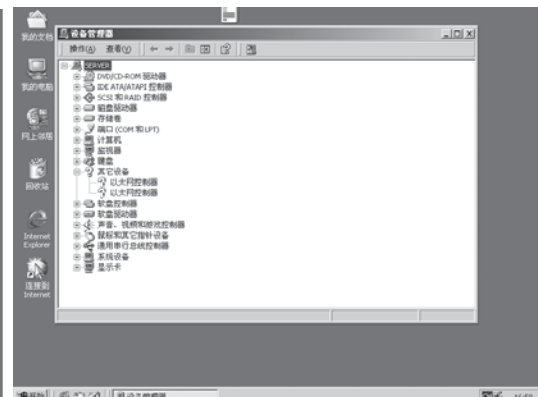 我的文档
设备管理器
操作(A) 查看(V)
我的电脑
SERVER
DVD/CD-ROM 驱动器
IDE ATA/ATAPI 控制器
SCSI 和 RAID 控制器
磁盘驱动器
存储卷
端口 (COM 和 LPT)
网上邻居
计算机
监视器
键盘
其它设备
以太网控制器
以太网控制器
回收站
软盘控制器
软盘驱动器
声音、视频和游戏控制器
鼠标和其它指针设备
通用串行总线控制器
系统设备
显示卡
Internet
Explorer
连接到
Internet
开始
设备管理器
16:59